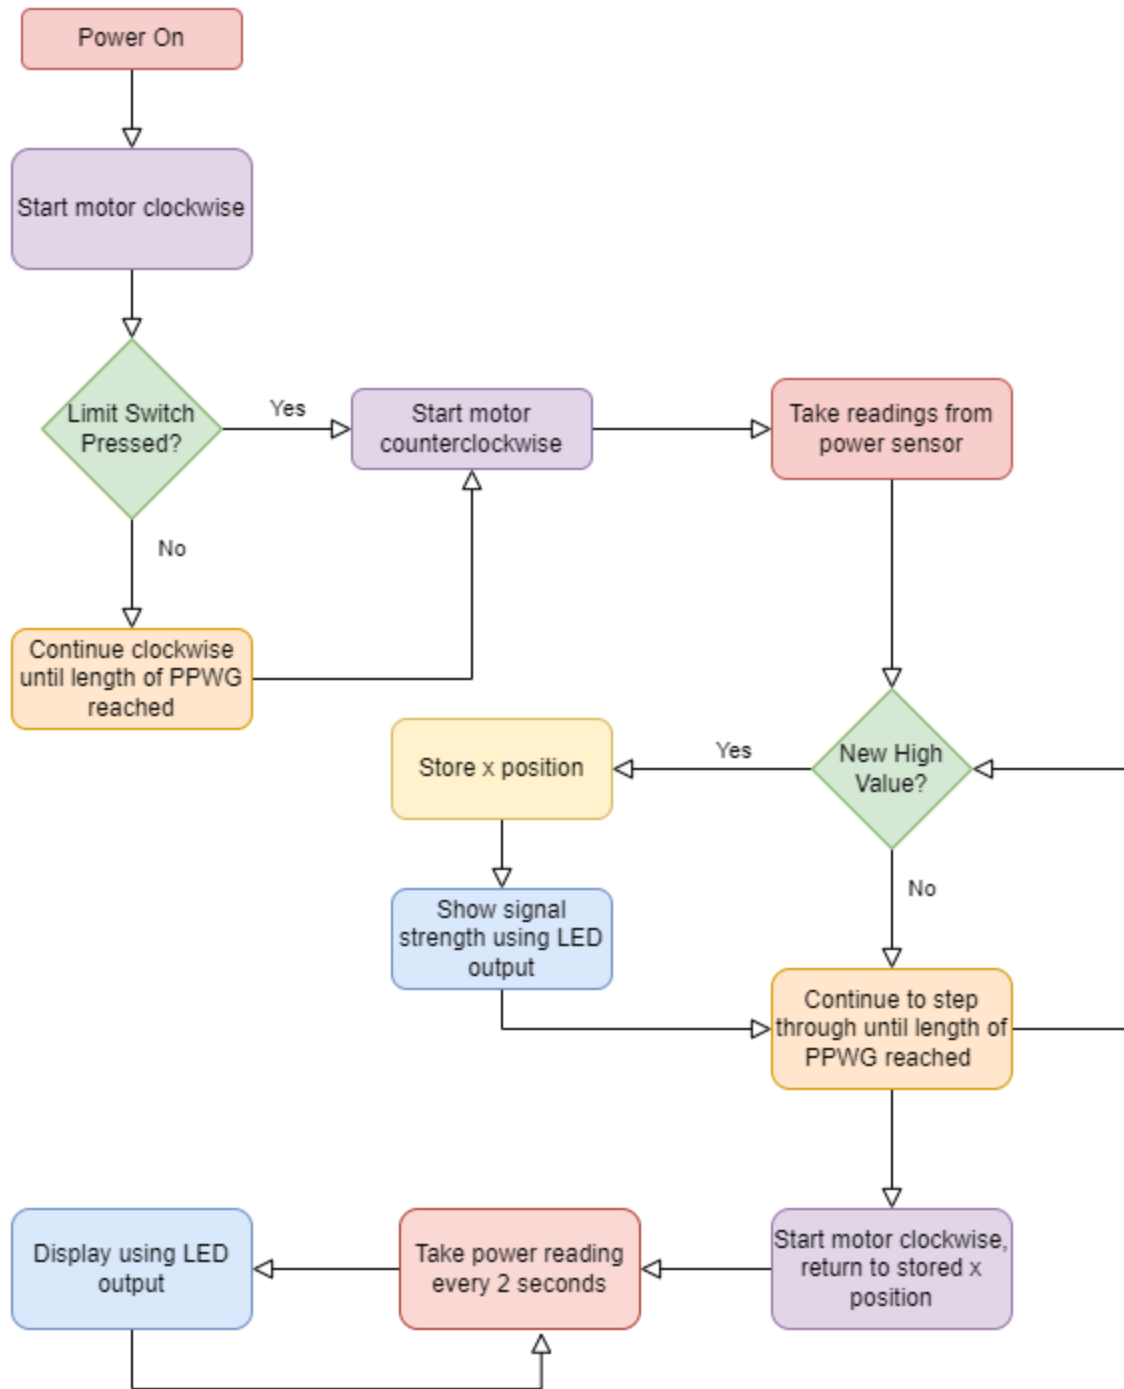 Power On
Start motor clockwise
Limit Switch
Pressed?
Yes
Start motor
counterclockwise
Take readings from
power sensor
No
Continue clockwise
until length of PPWG
reached
New High
Value?
Yes
Store x position
No
Show signal
strength using LED
output
Continue to step
through until length of
PPWG reached
Start motor clockwise,
return to stored x
position
Take power reading
every 2 seconds
Display using LED
output